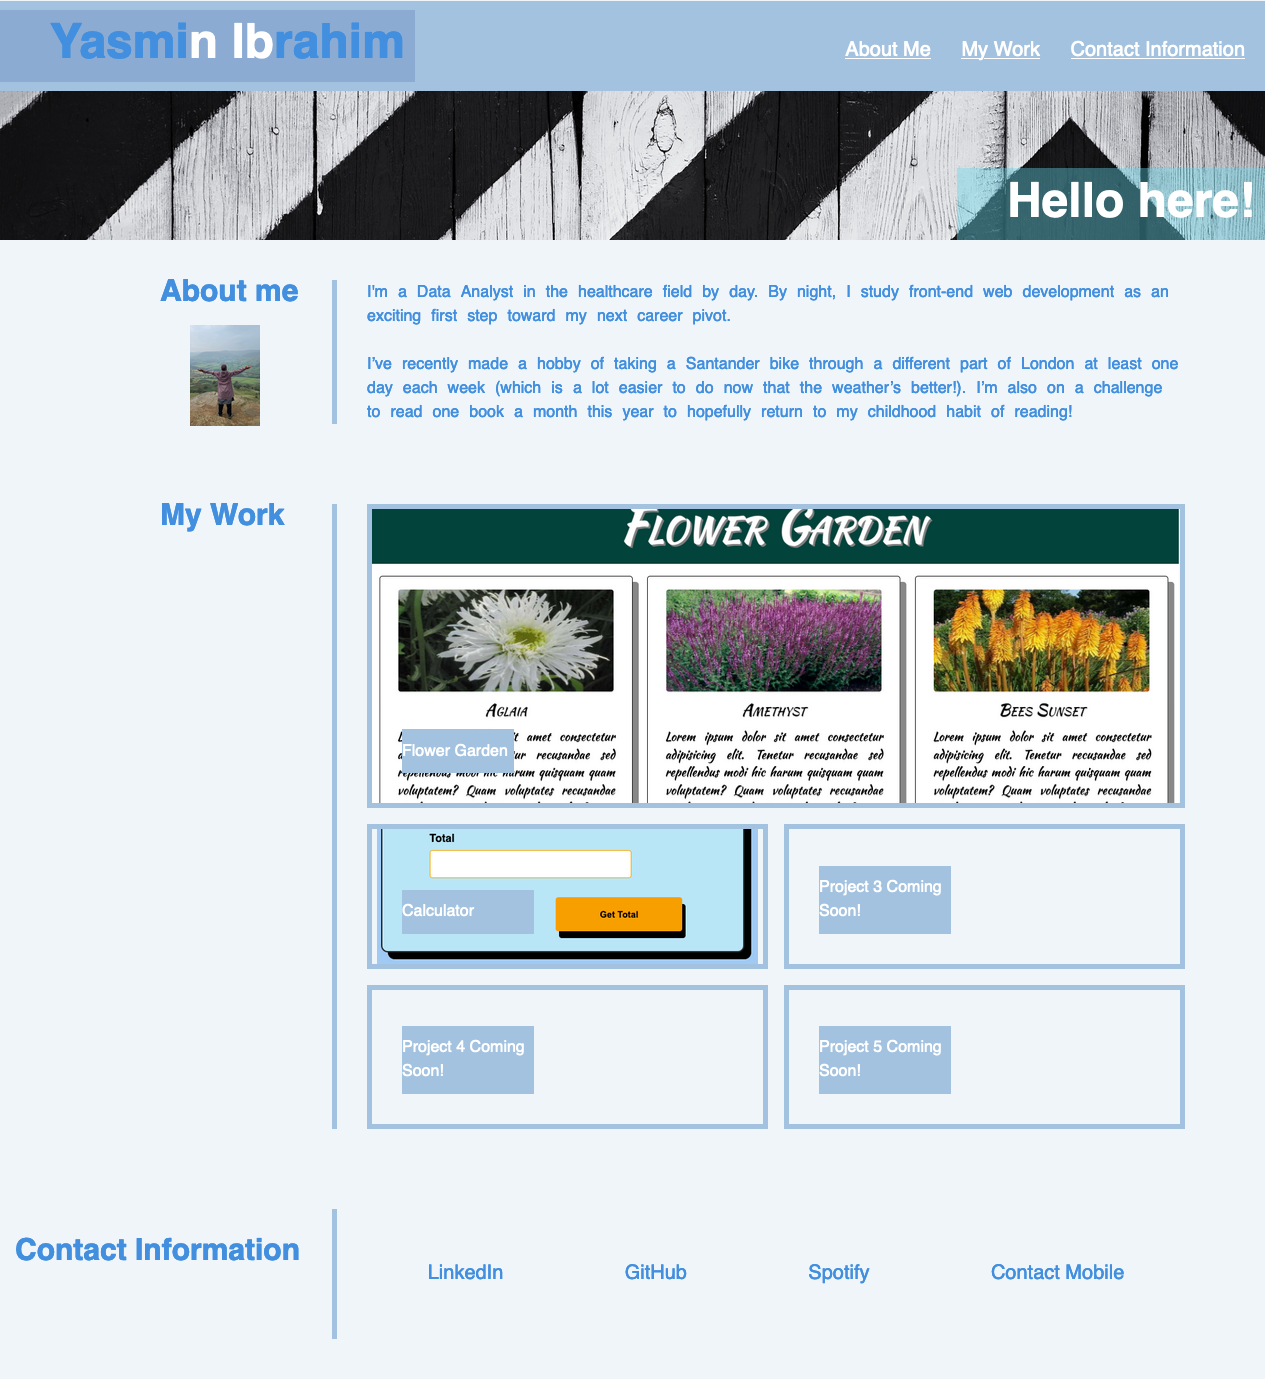 Yasmin Ibrahim
About Me My Work Contact Information
Hello here!
About me
I'm a Data Analyst in the healthcare field by day. By night, I study front-end web development as an
exciting first step toward my next career pivot.
I’ve recently made a hobby of taking a Santander bike through a different part of London at least one
day each week (which is a lot easier to do now that the weather’s better!). I’m also on a challenge
to read one book a month this year to hopefully return to my childhood habit of reading!
My Work
Flower Garden
Aglaia
Amethyst
Bees Sunset
Flower Garden
amet consectetur
recusandae sed
quisquam quam
voluptatem? Quam voluptates recusandae
Lorem ipsum dolor sit amet consectetur
adipisicing elit. Tenetur recusandae sed
repellendus modi hic harum quisquam quam
voluptatem? Quam voluptates recusandae
Lorem ipsum dolor sit amet consectetur
adipisicing elit. Tenetur recusandae sed
repellendus modi hic harum quisquam quam
voluptatem? Quam voluptates recusandae
Total
Calculator
Get Total
Project 3 Coming
Soon!
Project 4 Coming
Soon!
Project 5 Coming
Soon!
Contact Information
LinkedIn GitHub Spotify Contact Mobile